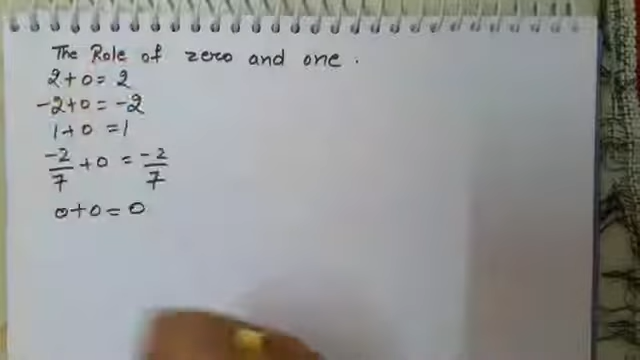 The Role of zero and one.
2+0= 2
-2+0 = -2
1+0 =1
-2/7 +0 = -2/7
0+0= 0